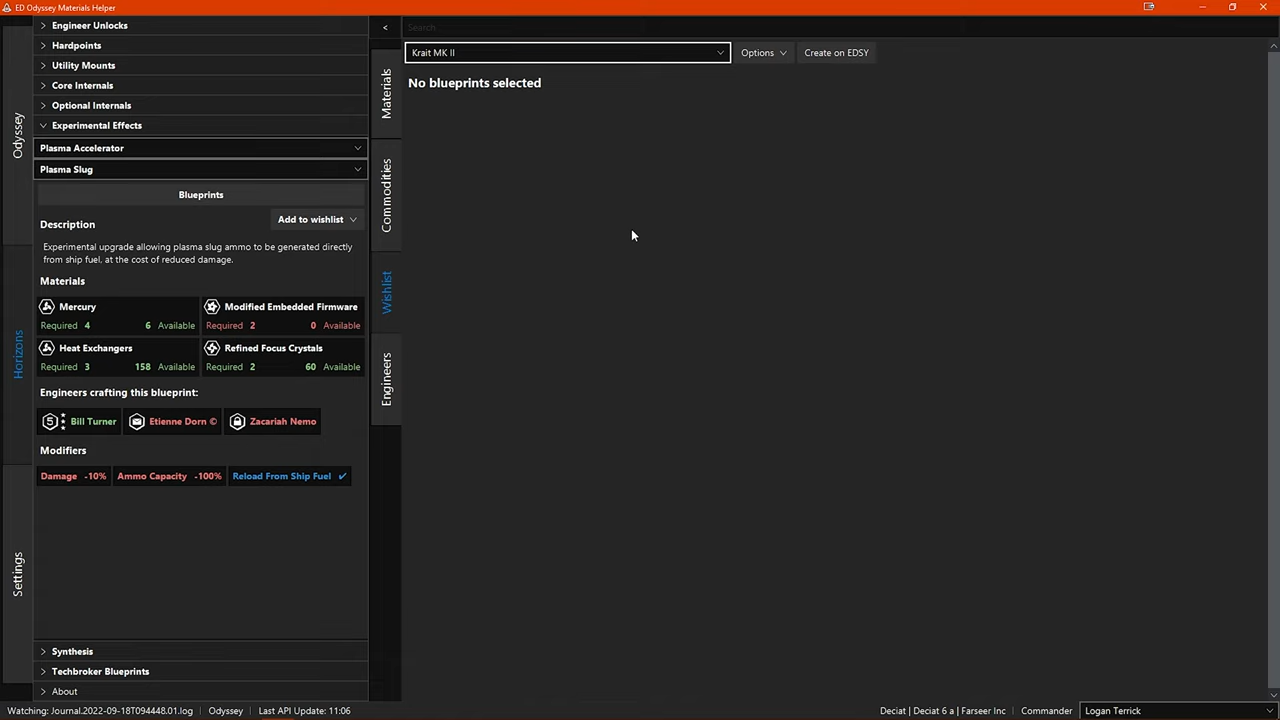 ED Odyssey Materials Helper
Odyssey
Horizons
Settings
Engineer Unlocks
Hardpoints
Utility Mounts
Core Internals
Optional Internals
Experimental Effects
Plasma Accelerator
Plasma Slug
Blueprints
Description
Add to wishlist
Experimental upgrade allowing plasma slug ammo to be generated directly
from ship fuel, at the cost of reduced damage.
Materials
Mercury
Required 4 6 Available
Modified Embedded Firmware
Required 2 0 Available
Heat Exchangers
Required 3 158 Available
Refined Focus Crystals
Required 2 60 Available
Engineers crafting this blueprint:
5 Bill Turner Etienne Dorn © Zacariah Nemo
Modifiers
Damage -10% Ammo Capacity -100% Reload From Ship Fuel ✓
Synthesis
Techbroker Blueprints
About
<
Materials
Commodities
Wishlist
Engineers
Search
Krait MK II
Options
Create on EDSY
No blueprints selected
Watching: Journal.2022-09-18T094448.01.log Odyssey Last API Update: 11:06
Deciat | Deciat 6 a | Farseer Inc Commander Logan Terrick